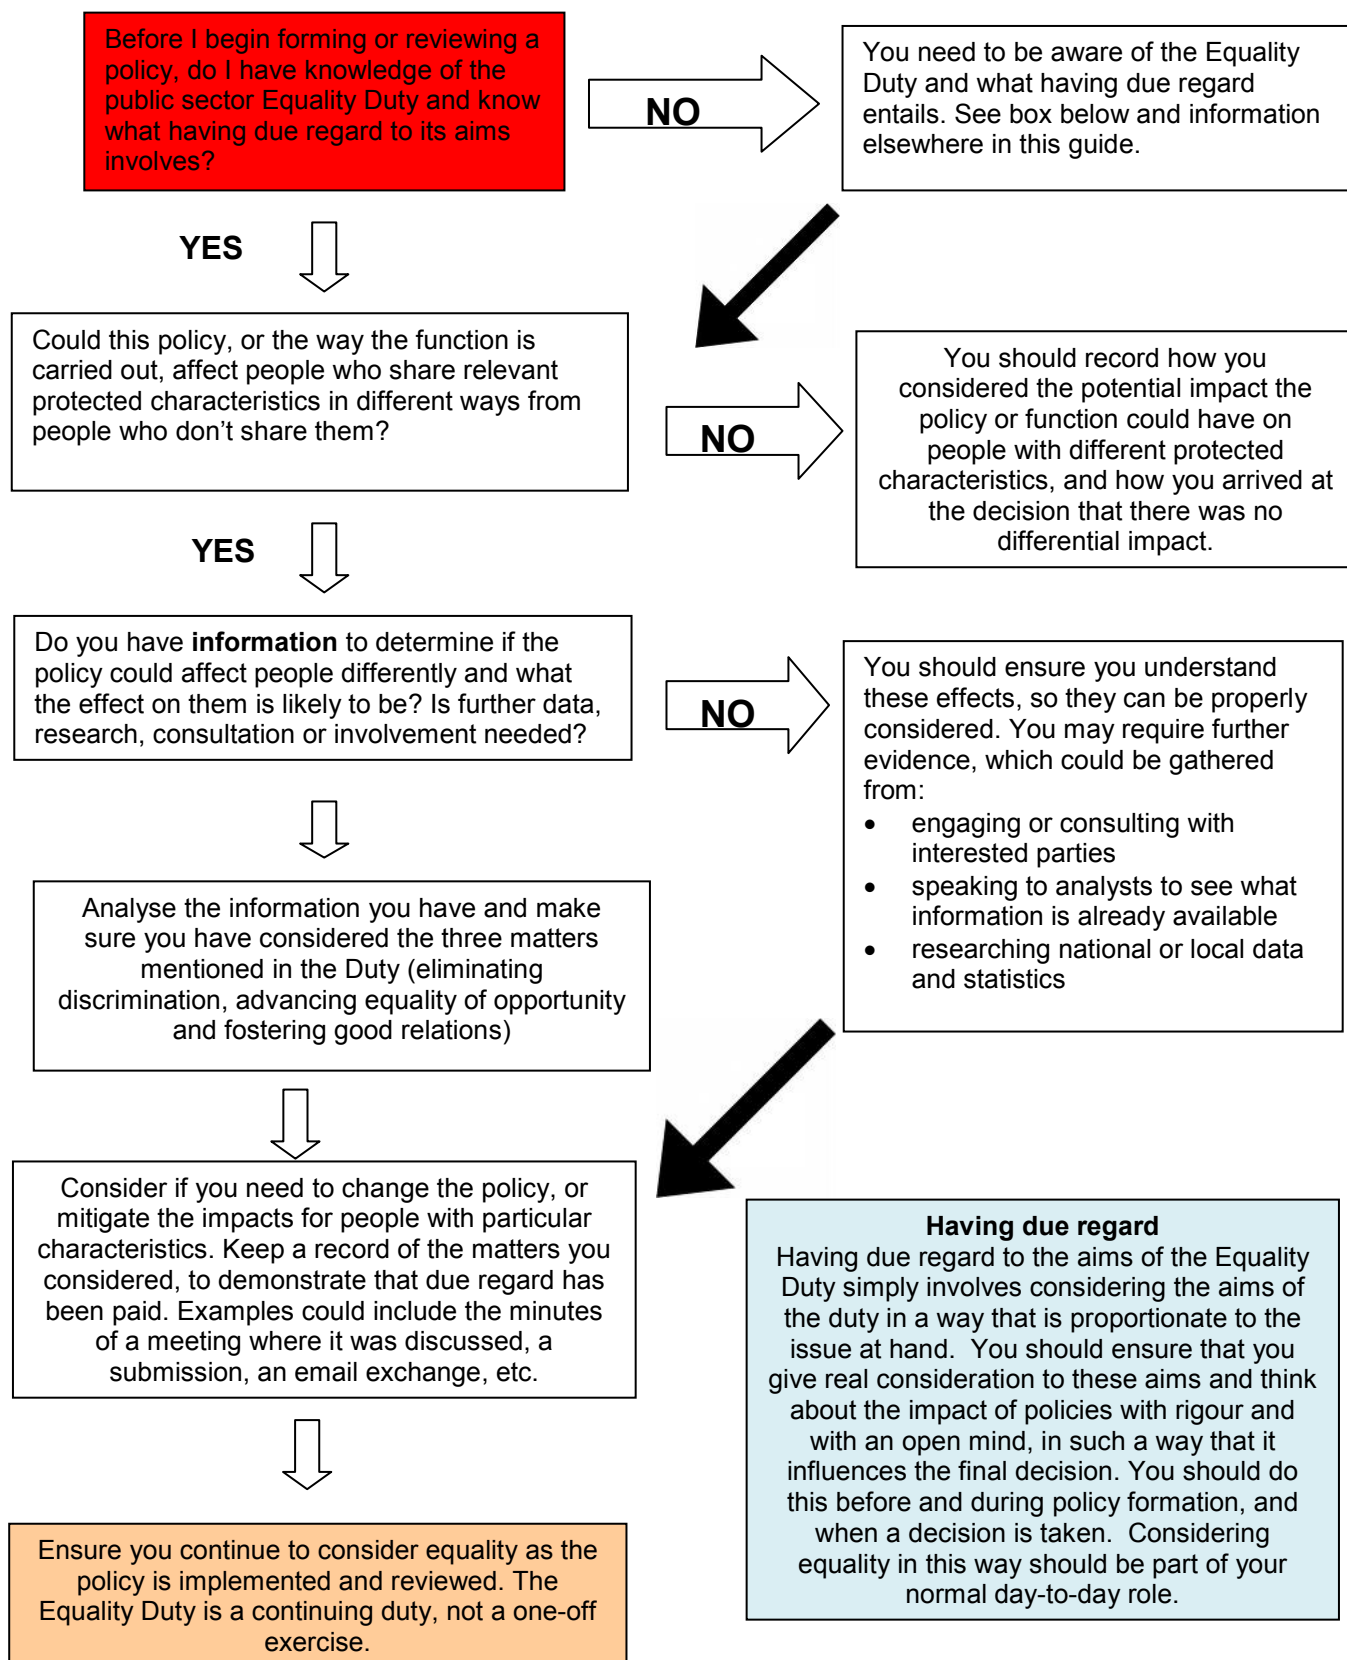 Before I begin forming or reviewing a
policy, do I have knowledge of the
public sector Equality Duty and know
what having due regard to its aims
involves?
NO
You need to be aware of the Equality
Duty and what having due regard
entails. See box below and information
elsewhere in this guide.
YES
Could this policy, or the way the function is
carried out, affect people who share relevant
protected characteristics in different ways from
people who don’t share them?
NO
You should record how you
considered the potential impact the
policy or function could have on
people with different protected
characteristics, and how you arrived at
the decision that there was no
differential impact.
YES
Do you have information to determine if the
policy could affect people differently and what
the effect on them is likely to be? Is further data,
research, consultation or involvement needed?
NO
You should ensure you understand
these effects, so they can be properly
considered. You may require further
evidence, which could be gathered
from:
• engaging or consulting with
interested parties
• speaking to analysts to see what
information is already available
• researching national or local data
and statistics
Analyse the information you have and make
sure you have considered the three matters
mentioned in the Duty (eliminating
discrimination, advancing equality of opportunity
and fostering good relations)
Consider if you need to change the policy, or
mitigate the impacts for people with particular
characteristics. Keep a record of the matters you
considered, to demonstrate that due regard has
been paid. Examples could include the minutes
of a meeting where it was discussed, a
submission, an email exchange, etc.
Having due regard
Having due regard to the aims of the Equality
Duty simply involves considering the aims of
the duty in a way that is proportionate to the
issue at hand.  You should ensure that you
give real consideration to these aims and think
about the impact of policies with rigour and
with an open mind, in such a way that it
influences the final decision. You should do
this before and during policy formation, and
when a decision is taken.  Considering
equality in this way should be part of your
normal day-to-day role.
Ensure you continue to consider equality as the
policy is implemented and reviewed. The
Equality Duty is a continuing duty, not a one-off
exercise.